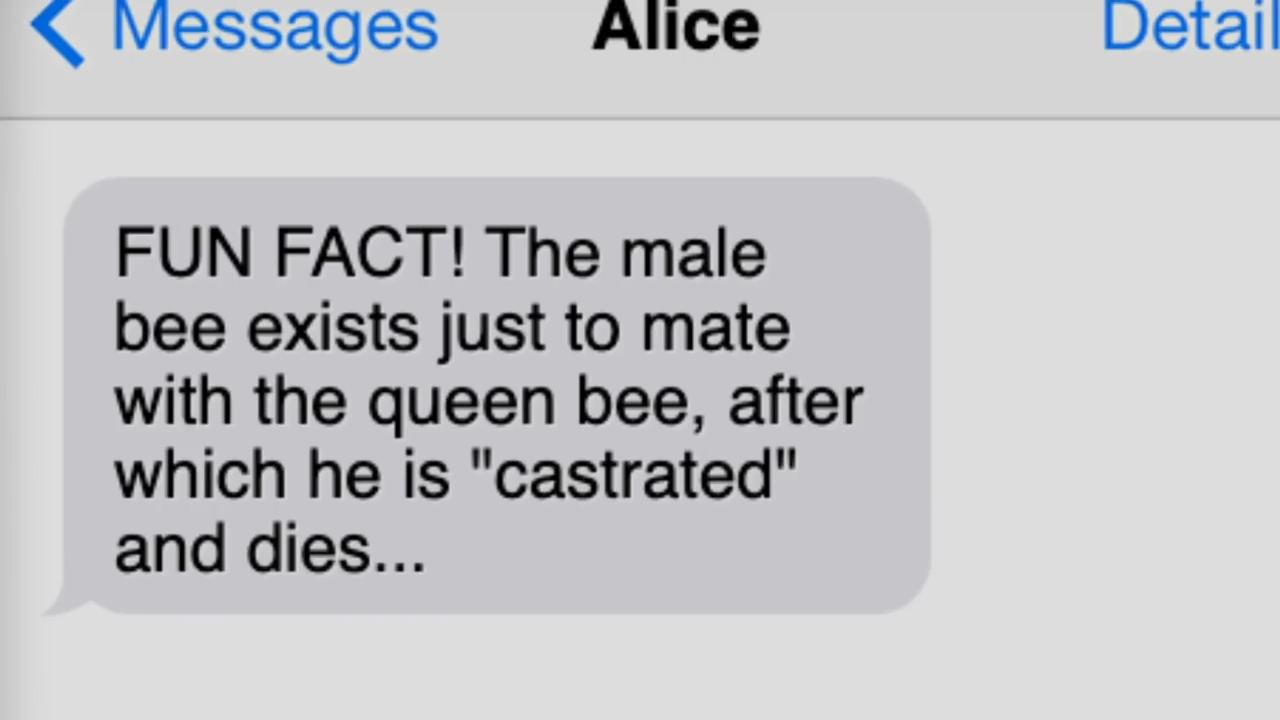 Messages Alice Detail
FUN FACT! The male
bee exists just to mate
with the queen bee, after
which he is "castrated"
and dies...